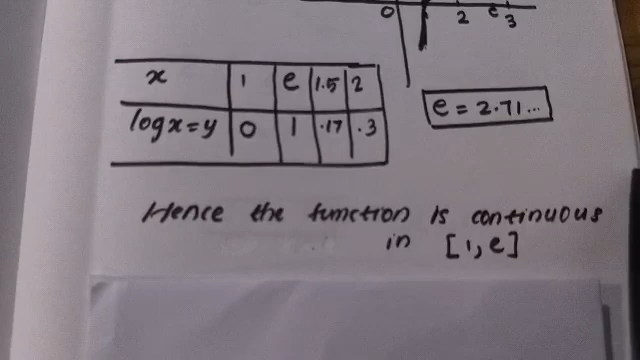 0 2 e 3
x 1 e 1.5 2
logx=y 0 1 .17 .3
e = 2.71...
Hence the function is continuous
in [1,e]